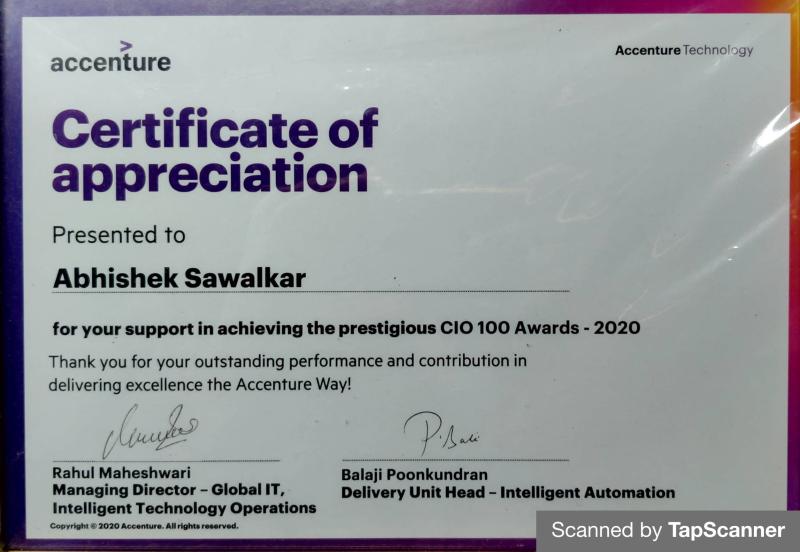 accenture
Accenture Technology
Certificate of
appreciation
Presented to
Abhishek Sawalkar
for your support in achieving the prestigious CIO 100 Awards - 2020
Thank you for your outstanding performance and contribution in
delivering excellence the Accenture Way!
P. Bali
Rahul Maheshwari
Managing Director – Global IT,
Intelligent Technology Operations
Balaji Poonkundran
Delivery Unit Head – Intelligent Automation
Copyright © 2020 Accenture. All rights reserved.
Scanned by TapScanner